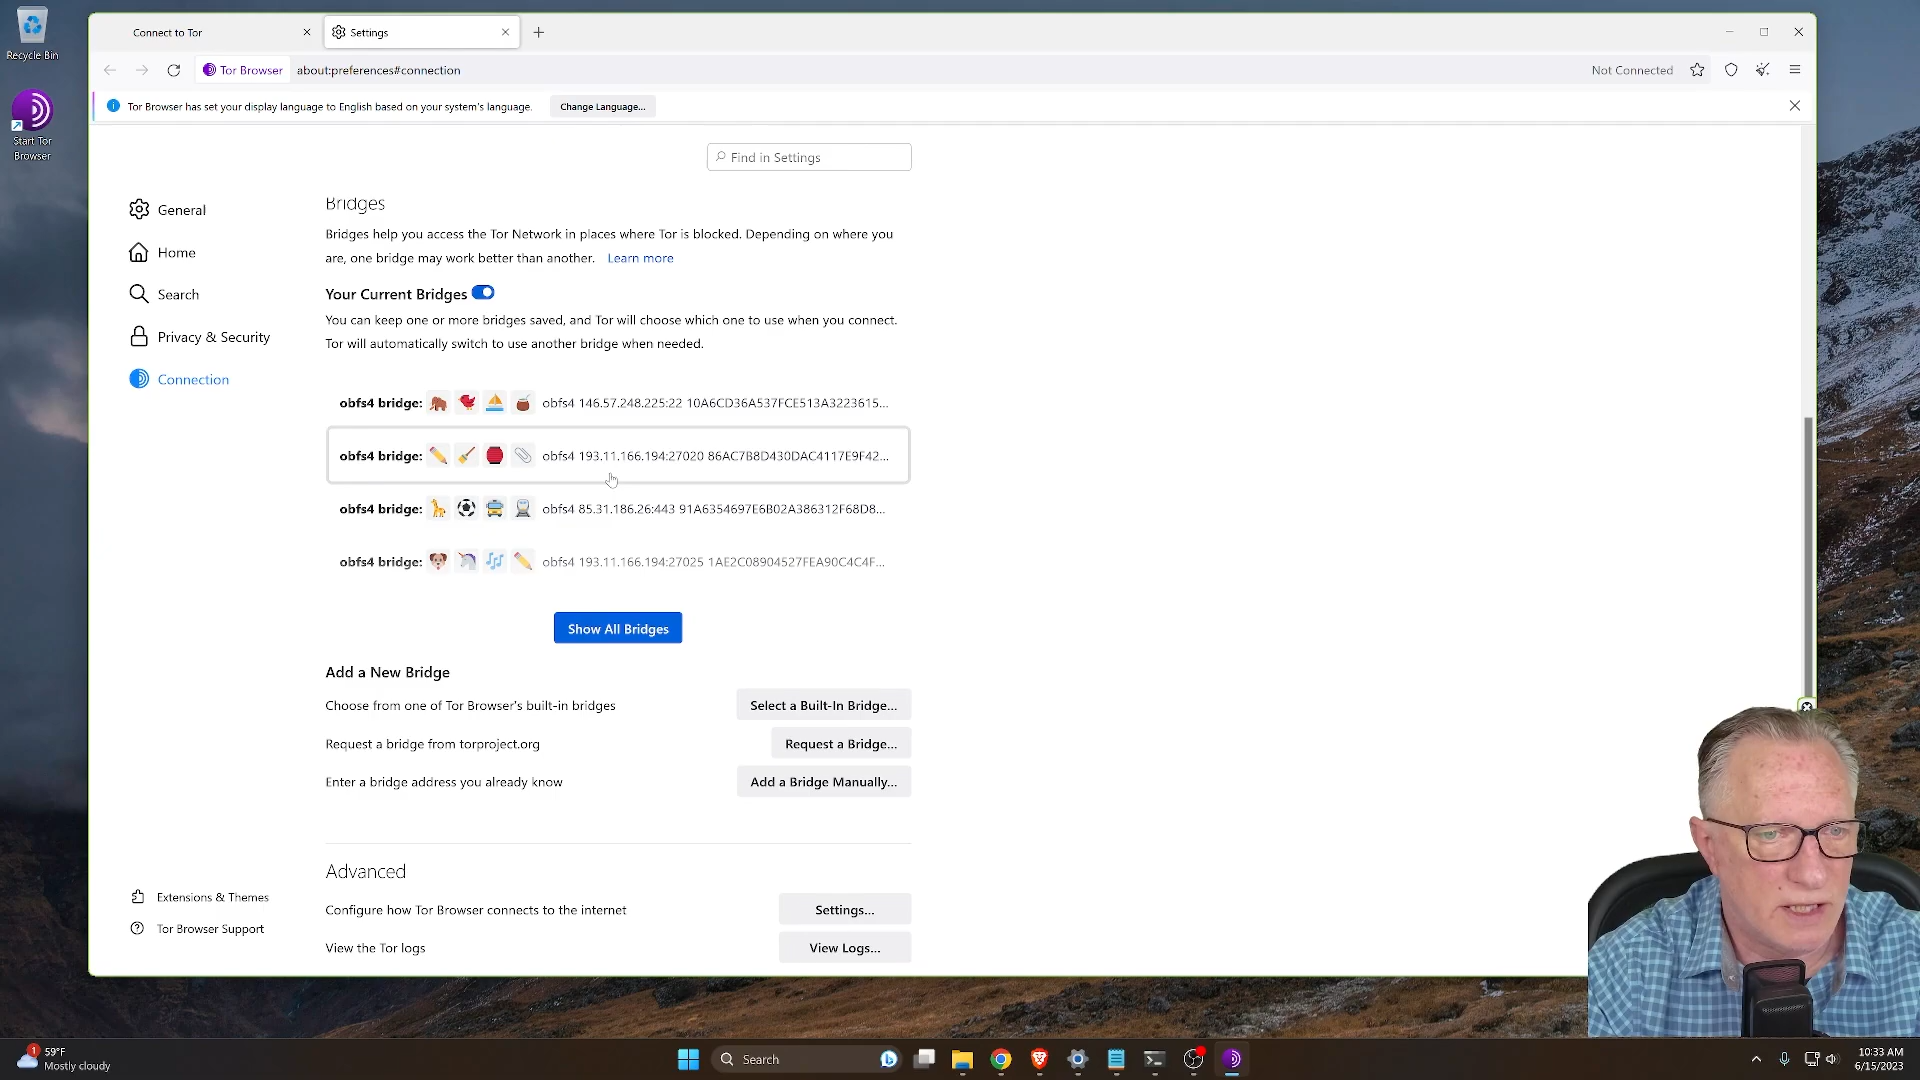 Recycle Bin
Start Tor
Browser
Connect to Tor
Settings
Tor Browser
about:preferences#connection
Not Connected
Tor Browser has set your display language to English based on your system's language.
Change Language...
Find in Settings
General
Home
Search
Privacy & Security
Connection
Extensions & Themes
Tor Browser Support
Bridges
Bridges help you access the Tor Network in places where Tor is blocked. Depending on where you
are, one bridge may work better than another. Learn more
Your Current Bridges
You can keep one or more bridges saved, and Tor will choose which one to use when you connect.
Tor will automatically switch to use another bridge when needed.
obfs4 bridge: obfs4 146.57.248.225:22 10A6CD36A537FCE513A3223615...
obfs4 bridge: obfs4 193.11.166.194:27020 86AC7B8D430DAC4117E9F42...
obfs4 bridge: obfs4 85.31.186.26:443 91A6354697E6B02A386312F68D8...
obfs4 bridge: obfs4 193.11.166.194:27025 1AE2C08904527FEA90C4C4F...
Show All Bridges
Add a New Bridge
Choose from one of Tor Browser's built-in bridges
Select a Built-In Bridge...
Request a bridge from torproject.org
Request a Bridge...
Enter a bridge address you already know
Add a Bridge Manually...
Advanced
Configure how Tor Browser connects to the internet
Settings...
View the Tor logs
View Logs...
1
59°F
Mostly cloudy
Search
10:33 AM
6/15/2023